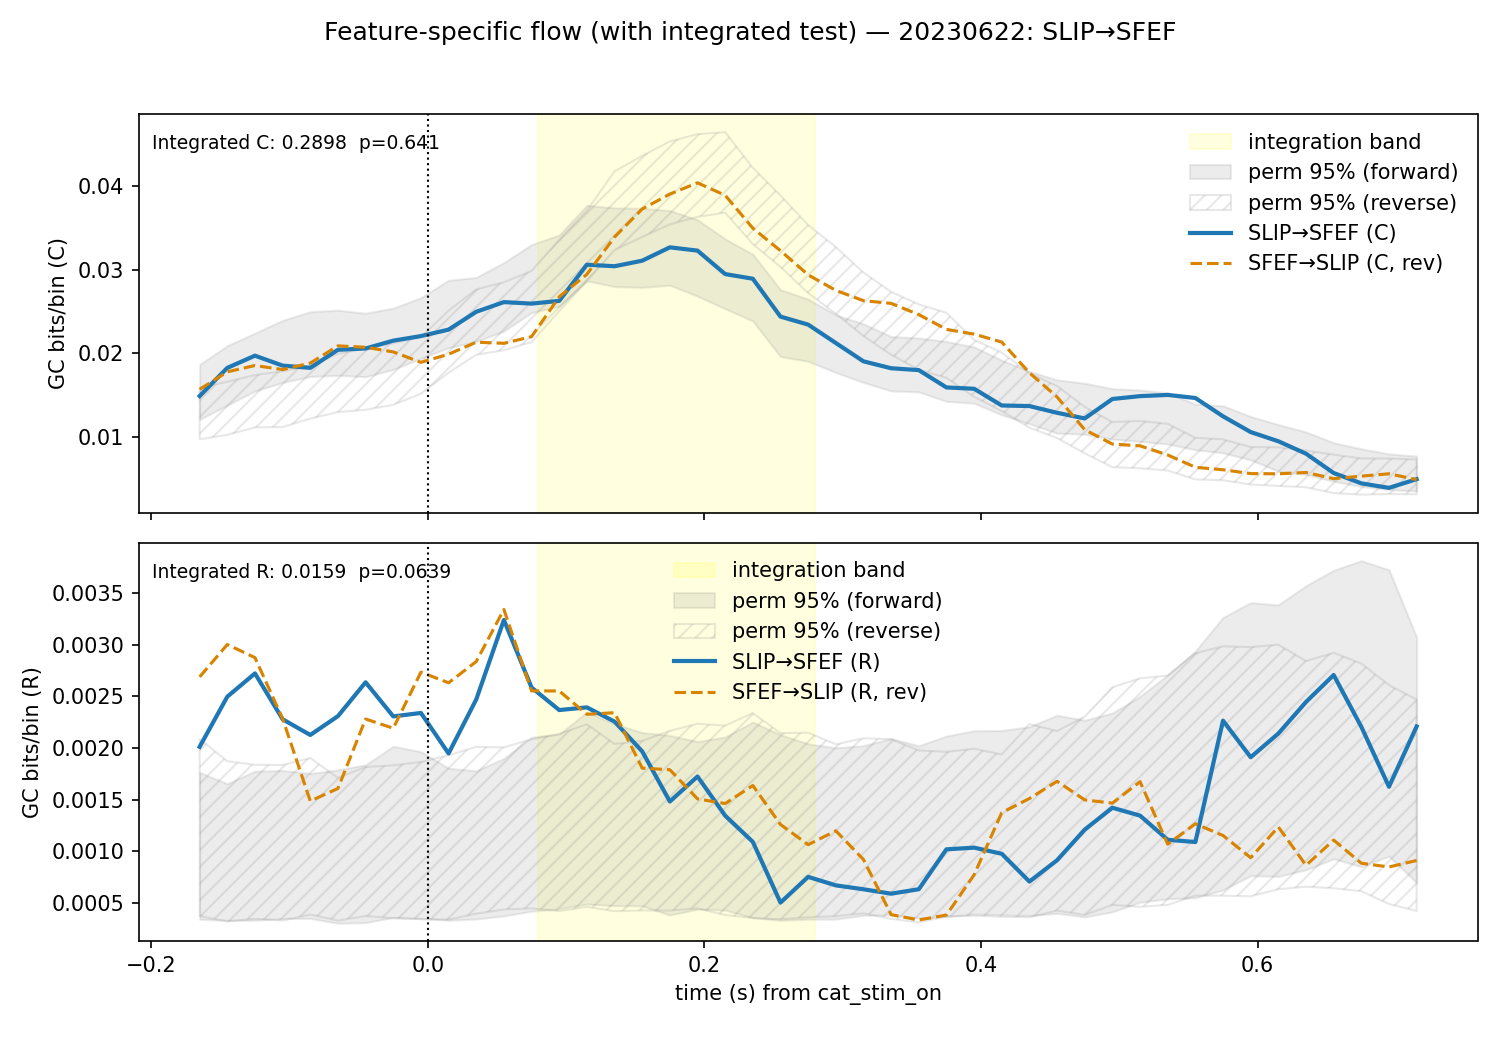 Feature-specific flow (with integrated test) — 20230622: SLIP→SFEF
Integrated C: 0.2898  p=0.641
integration band
perm 95% (forward)
perm 95% (reverse)
SLIP→SFEF (C)
SFEF→SLIP (C, rev)
GC bits/bin (C)
0.04
0.03
0.02
0.01
Integrated R: 0.0159  p=0.0639
integration band
perm 95% (forward)
perm 95% (reverse)
SLIP→SFEF (R)
SFEF→SLIP (R, rev)
GC bits/bin (R)
0.0035
0.0030
0.0025
0.0020
0.0015
0.0010
0.0005
−0.2 0.0 0.2 0.4 0.6
time (s) from cat_stim_on